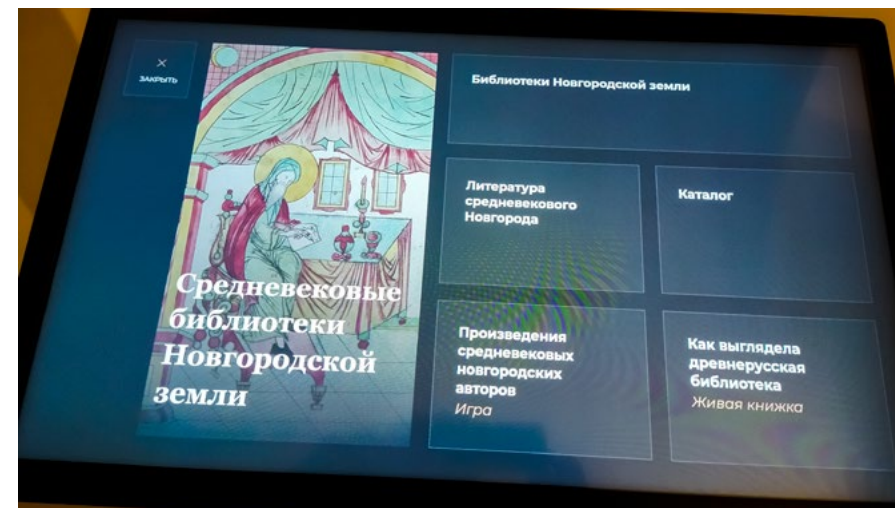 ×
ЗАКРЫТЬ
Средневековые
библиотеки
Новгородской
земли
Библиотеки Новгородской земли
Литература
средневекового
Новгорода
Каталог
Произведения
средневековых
новгородских
авторов
Игра
Как выглядела
древнерусская
библиотека
Живая книжка